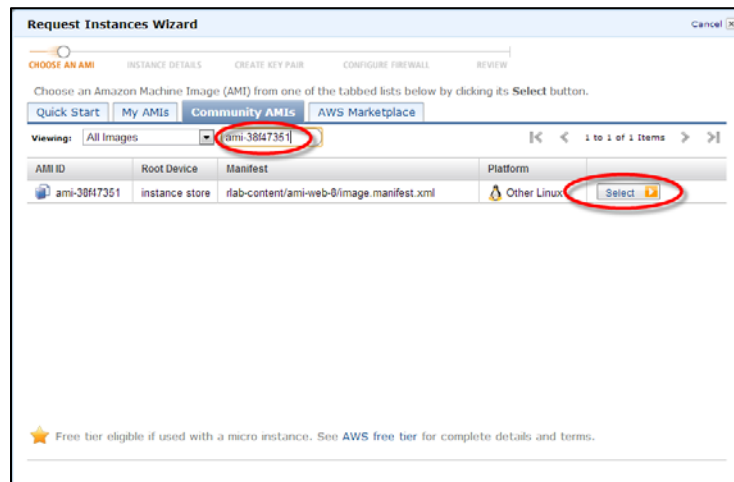 Request Instances Wizard
Cancel
CHOOSE AN AMI INSTANCE DETAILS CREATE KEY PAIR CONFIGURE FIREWALL REVIEW
Choose an Amazon Machine Image (AMI) from one of the tabbed lists below by clicking its Select button.
Quick Start My AMIs Community AMIs AWS Marketplace
Viewing: All Images ami-38f47351 1 to 1 of 1 Items
AMI ID Root Device Manifest Platform
ami-38f47351 instance store rlab-content/ami-web-8/image.manifest.xml Other Linux Select
Free tier eligible if used with a micro instance. See AWS free tier for complete details and terms.